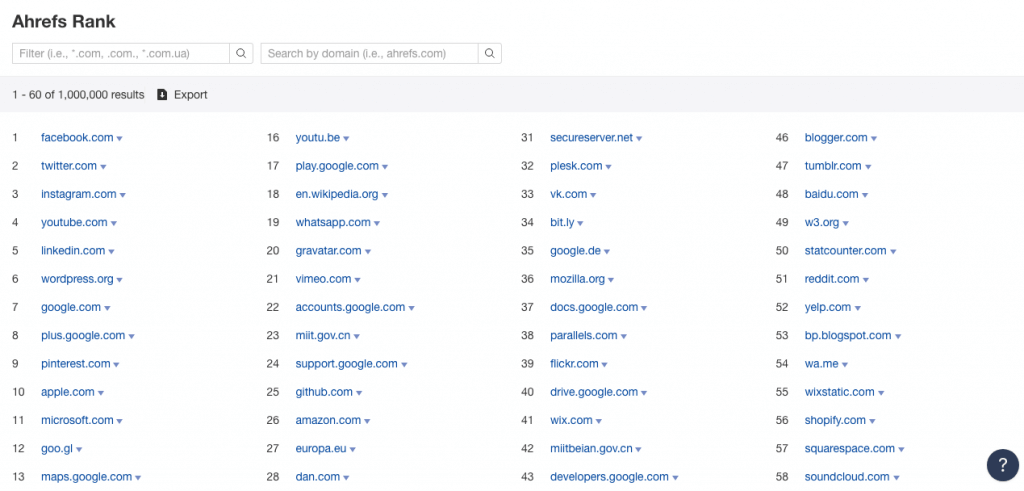 Ahrefs Rank
Filter (i.e., *.com, .com., *.com.ua)
Search by domain (i.e., ahrefs.com)
1 - 60 of 1,000,000 results Export
1 facebook.com
2 twitter.com
3 instagram.com
4 youtube.com
5 linkedin.com
6 wordpress.org
7 google.com
8 plus.google.com
9 pinterest.com
10 apple.com
11 microsoft.com
12 goo.gl
13 maps.google.com
16 youtu.be
17 play.google.com
18 en.wikipedia.org
19 whatsapp.com
20 gravatar.com
21 vimeo.com
22 accounts.google.com
23 miit.gov.cn
24 support.google.com
25 github.com
26 amazon.com
27 europa.eu
28 dan.com
31 secureserver.net
32 plesk.com
33 vk.com
34 bit.ly
35 google.de
36 mozilla.org
37 docs.google.com
38 parallels.com
39 flickr.com
40 drive.google.com
41 wix.com
42 miitbeian.gov.cn
43 developers.google.com
46 blogger.com
47 tumblr.com
48 baidu.com
49 w3.org
50 statcounter.com
51 reddit.com
52 yelp.com
53 bp.blogspot.com
54 wa.me
55 wixstatic.com
56 shopify.com
57 squarespace.com
58 soundcloud.com
?